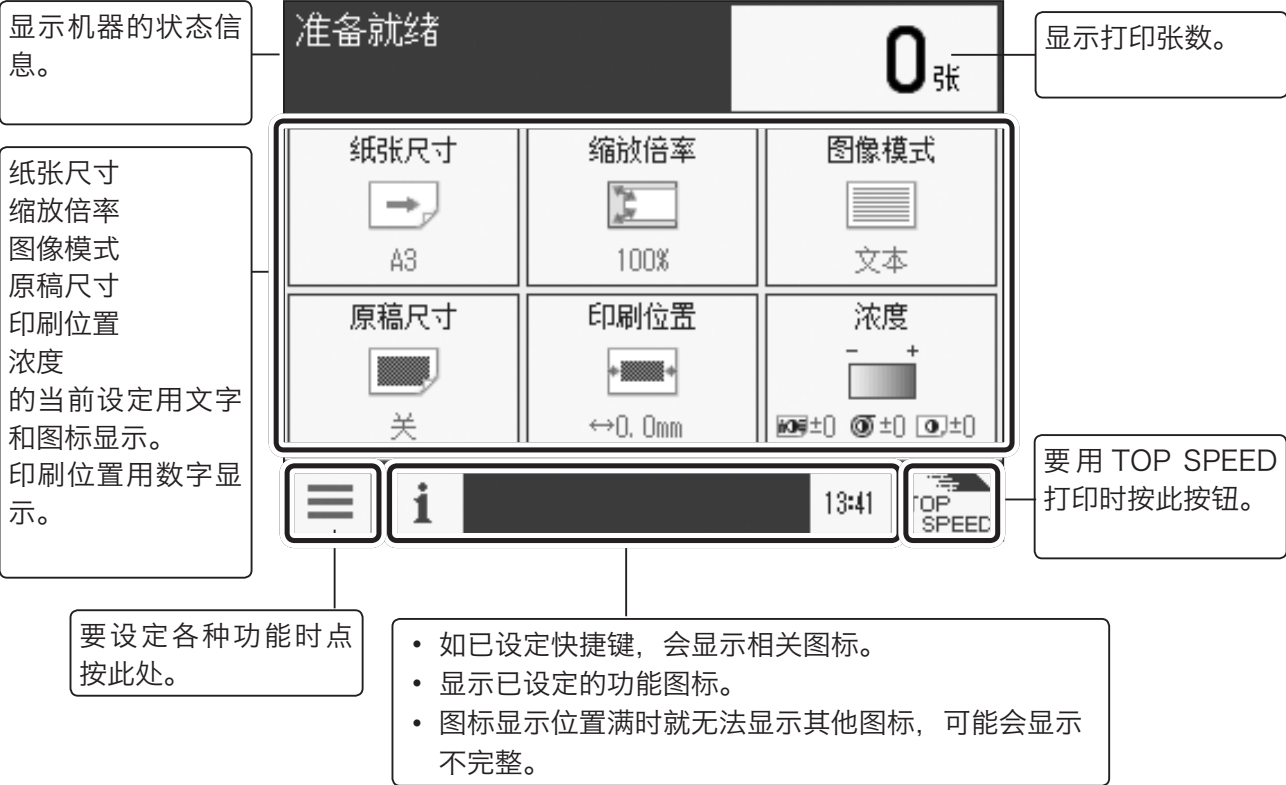 显示机器的状态信
息。
准备就绪
0张
显示打印张数。
纸张尺寸
缩放倍率
图像模式
原稿尺寸
印刷位置
浓度
的当前设定用文字
和图标显示。
印刷位置用数字显
示。
纸张尺寸
A3
缩放倍率
100%
图像模式
文本
原稿尺寸
关
印刷位置
↔0.0mm
浓度
- +
±0 ±0 ±0
i
13:41
TOP
SPEED
要用 TOP SPEED
打印时按此按钮。
要设定各种功能时点
按此处。
• 如已设定快捷键，会显示相关图标。
• 显示已设定的功能图标。
• 图标显示位置满时就无法显示其他图标，可能会显示
不完整。